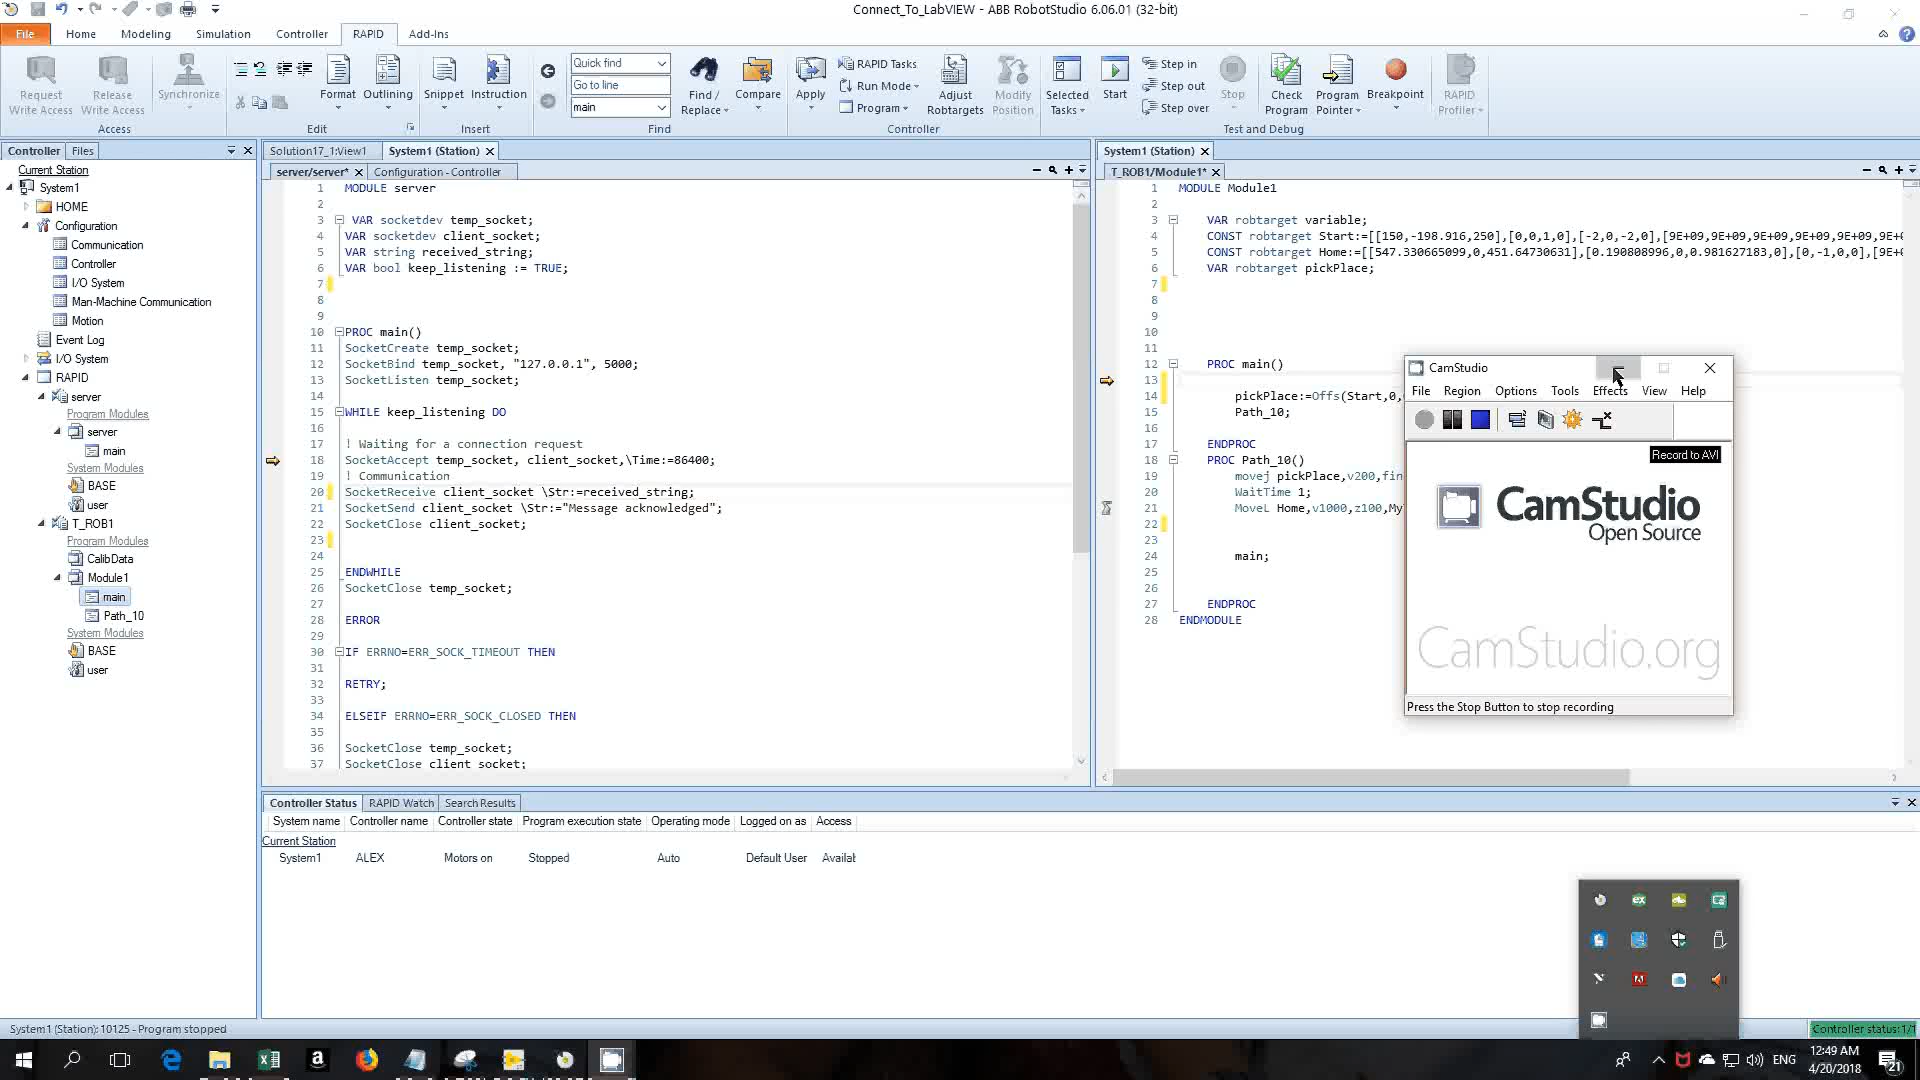 Connect_To_LabVIEW - ABB RobotStudio 6.06.01 (32-bit)
File Home Modeling Simulation Controller RAPID Add-Ins
Request Write Access
Release Write Access
Synchronize
Access
Format
Outlining
Edit
Snippet
Instruction
Insert
Quick find
Go to line
main
Find / Replace
Compare
Find
Apply
RAPID Tasks
Run Mode
Program
Adjust Robtargets
Modify Position
Controller
Selected Tasks
Start
Step in
Step out
Step over
Stop
Check Program
Program Pointer
Breakpoint
Test and Debug
RAPID Profiler
Controller Files
Current Station
System1
HOME
Configuration
Communication
Controller
I/O System
Man-Machine Communication
Motion
Event Log
I/O System
RAPID
server
Program Modules
server
main
System Modules
BASE
user
T_ROB1
Program Modules
CalibData
Module1
main
Path_10
System Modules
BASE
user
Solution17_1:View1 System1 (Station)
server/server* Configuration - Controller
1 MODULE server
2
3 VAR socketdev temp_socket;
4 VAR socketdev client_socket;
5 VAR string received_string;
6 VAR bool keep_listening := TRUE;
7
8
9
10 PROC main()
11 SocketCreate temp_socket;
12 SocketBind temp_socket, "127.0.0.1", 5000;
13 SocketListen temp_socket;
14
15 WHILE keep_listening DO
16
17 ! Waiting for a connection request
18 SocketAccept temp_socket, client_socket,\Time:=86400;
19 ! Communication
20 SocketReceive client_socket \Str:=received_string;
21 SocketSend client_socket \Str:="Message acknowledged";
22 SocketClose client_socket;
23
24
25 ENDWHILE
26 SocketClose temp_socket;
27
28 ERROR
29
30 IF ERRNO=ERR_SOCK_TIMEOUT THEN
31
32 RETRY;
33
34 ELSEIF ERRNO=ERR_SOCK_CLOSED THEN
35
36 SocketClose temp_socket;
37 SocketClose client_socket;
System1 (Station)
T_ROB1/Module1*
1 MODULE Module1
2
3 VAR robtarget variable;
4 CONST robtarget Start:=[[150,-198.916,250],[0,0,1,0],[-2,0,-2,0],[9E+09,9E+09,9E+09,9E+09,9E+09,9E+0
5 CONST robtarget Home:=[[547.330665099,0,451.64730631],[0.190808996,0,0.981627183,0],[0,-1,0,0],[9E+0
6 VAR robtarget pickPlace;
7
8
9
10
11
12 PROC main()
13
14 pickPlace:=Offs(Start,0,
15 Path_10;
16
17 ENDPROC
18 PROC Path_10()
19 movej pickPlace,v200,fin
20 WaitTime 1;
21 MoveL Home,v1000,z100,My
22
23
24 main;
25
26
27 ENDPROC
28 ENDMODULE
CamStudio
File Region Options Tools Effects View Help
Record to AVI
CamStudio
Open Source
CamStudio.org
Press the Stop Button to stop recording
Controller Status RAPID Watch Search Results
System name Controller name Controller state Program execution state Operating mode Logged on as Access
Current Station
System1 ALEX Motors on Stopped Auto Default User Availal
System1 (Station): 10125 - Program stopped
Controller status:1/1
ENG
12:49 AM
4/20/2018
21